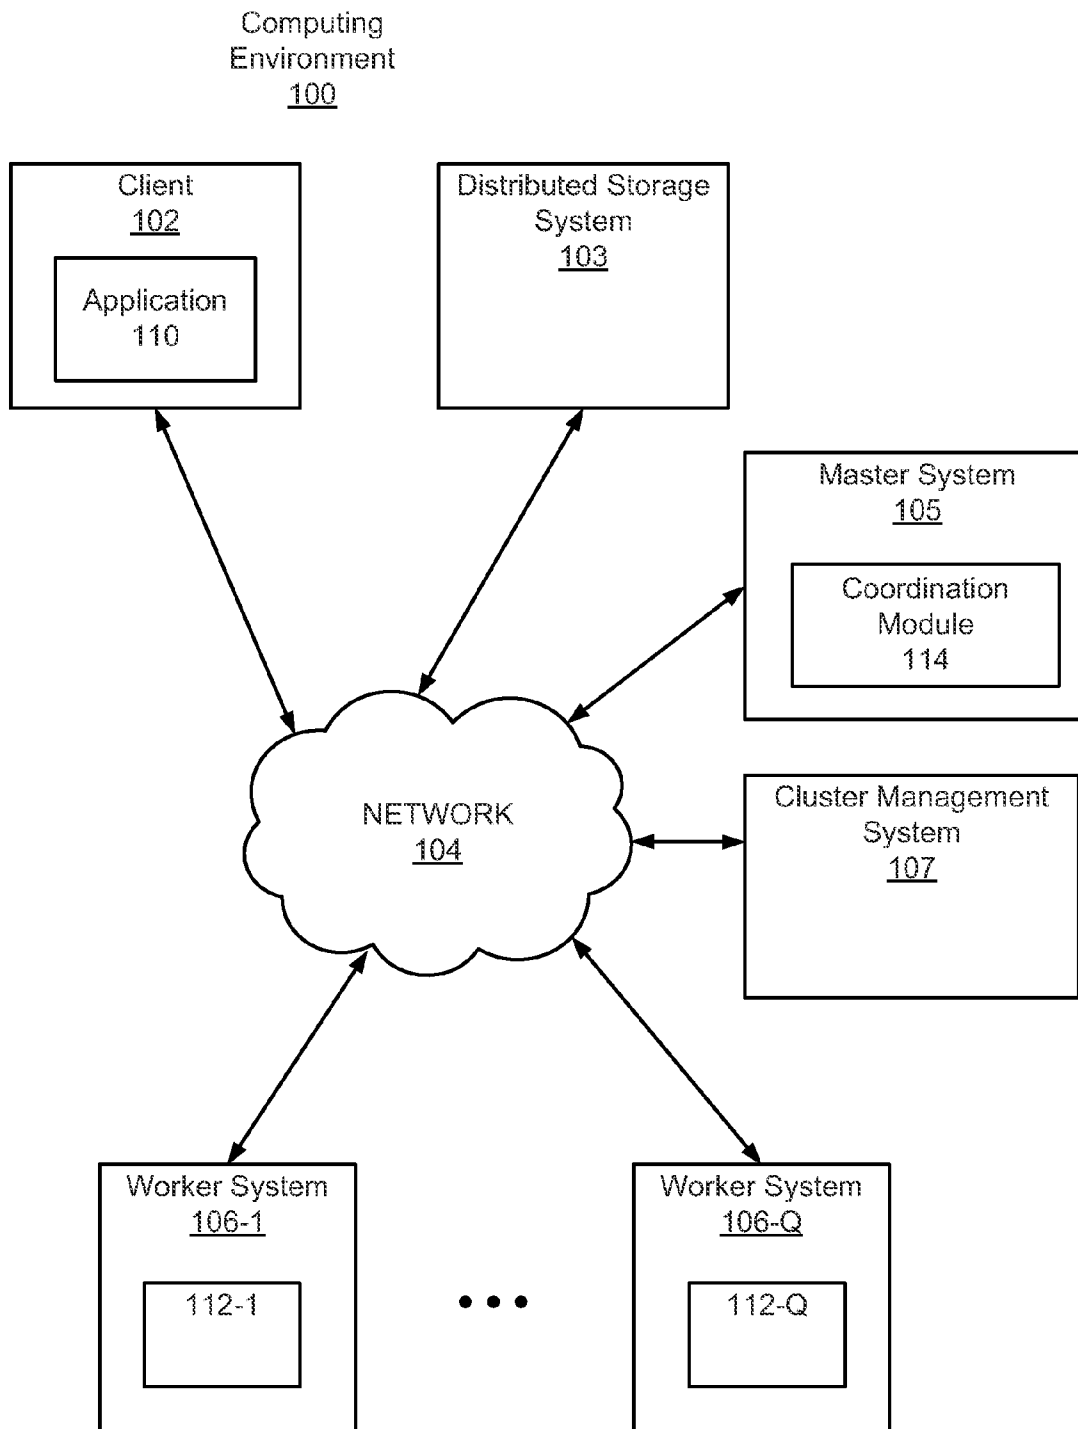 Computing
Environment
100
Client
102
Application
110
Distributed Storage
System
103
Master System
105
Coordination
Module
114
NETWORK
104
Cluster Management
System
107
Worker System
106-1
112-1
Worker System
106-Q
112-Q